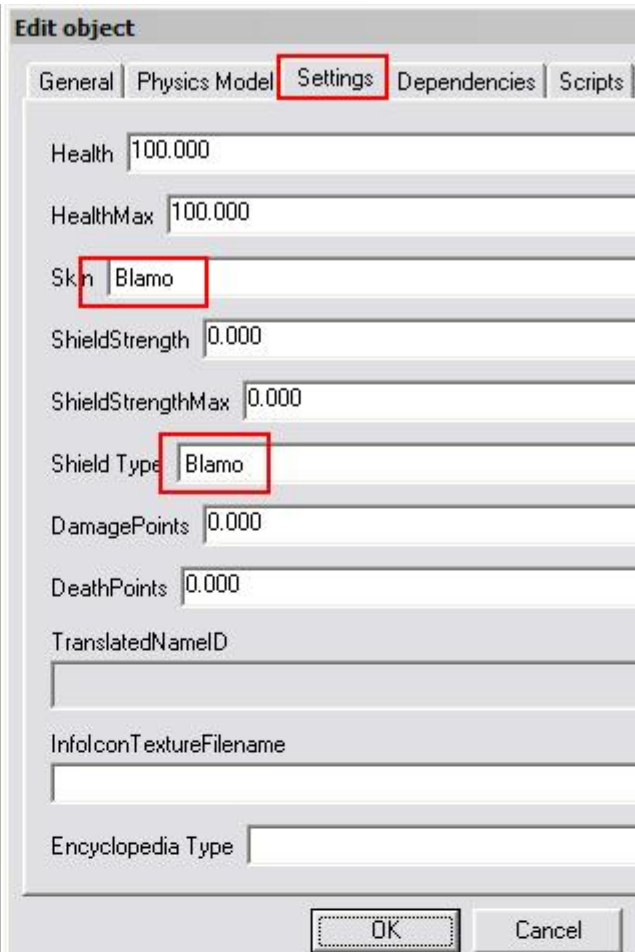 Edit object
General Physics Model Settings Dependencies Scripts
Health 100.000
HealthMax 100.000
Skin Blamo
ShieldStrength 0.000
ShieldStrengthMax 0.000
Shield Type Blamo
DamagePoints 0.000
DeathPoints 0.000
TranslatedNameID
InfoIconTextureFilename
Encyclopedia Type
OK Cancel